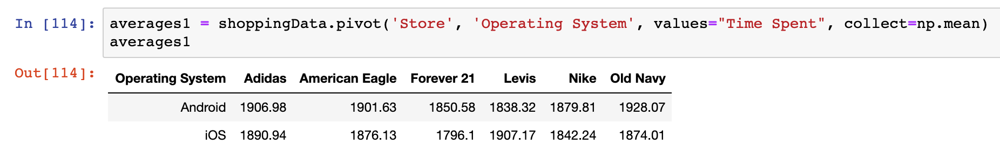 In [114]: averages1 = shoppingData.pivot('Store', 'Operating System', values="Time Spent", collect=np.mean)
averages1
Out[114]:
Operating System Adidas American Eagle Forever 21 Levis Nike Old Navy
Android 1906.98 1901.63 1850.58 1838.32 1879.81 1928.07
iOS 1890.94 1876.13 1796.1 1907.17 1842.24 1874.01